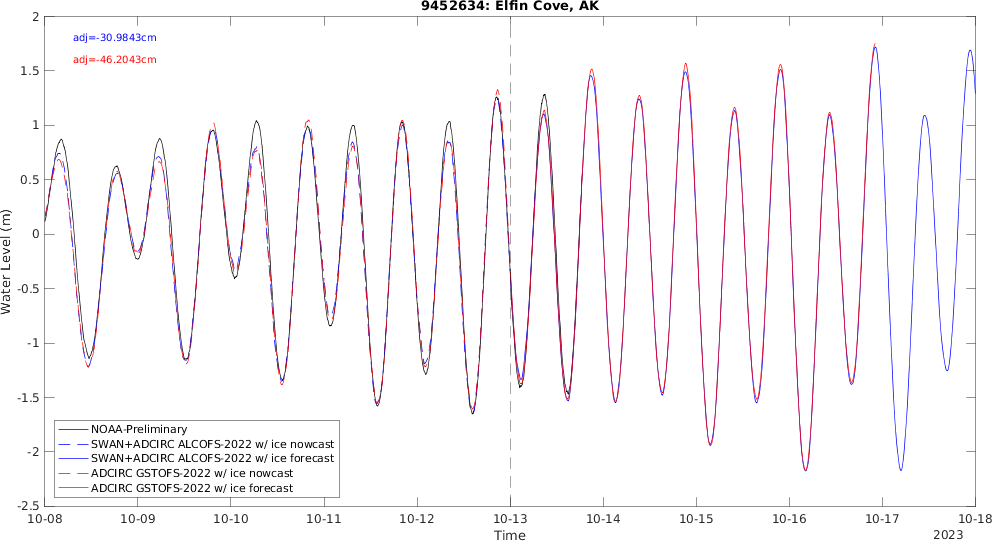 9452634: Elfin Cove, AK
adj=-30.9843cm
adj=-46.2043cm
2
1.5
1
0.5
0
-0.5
-1
-1.5
-2
-2.5
Water Level (m)
NOAA-Preliminary
SWAN+ADCIRC ALCOFS-2022 w/ ice nowcast
SWAN+ADCIRC ALCOFS-2022 w/ ice forecast
ADCIRC GSTOFS-2022 w/ ice nowcast
ADCIRC GSTOFS-2022 w/ ice forecast
10-08 10-09 10-10 10-11 10-12 10-13 10-14 10-15 10-16 10-17 10-18
Time
2023